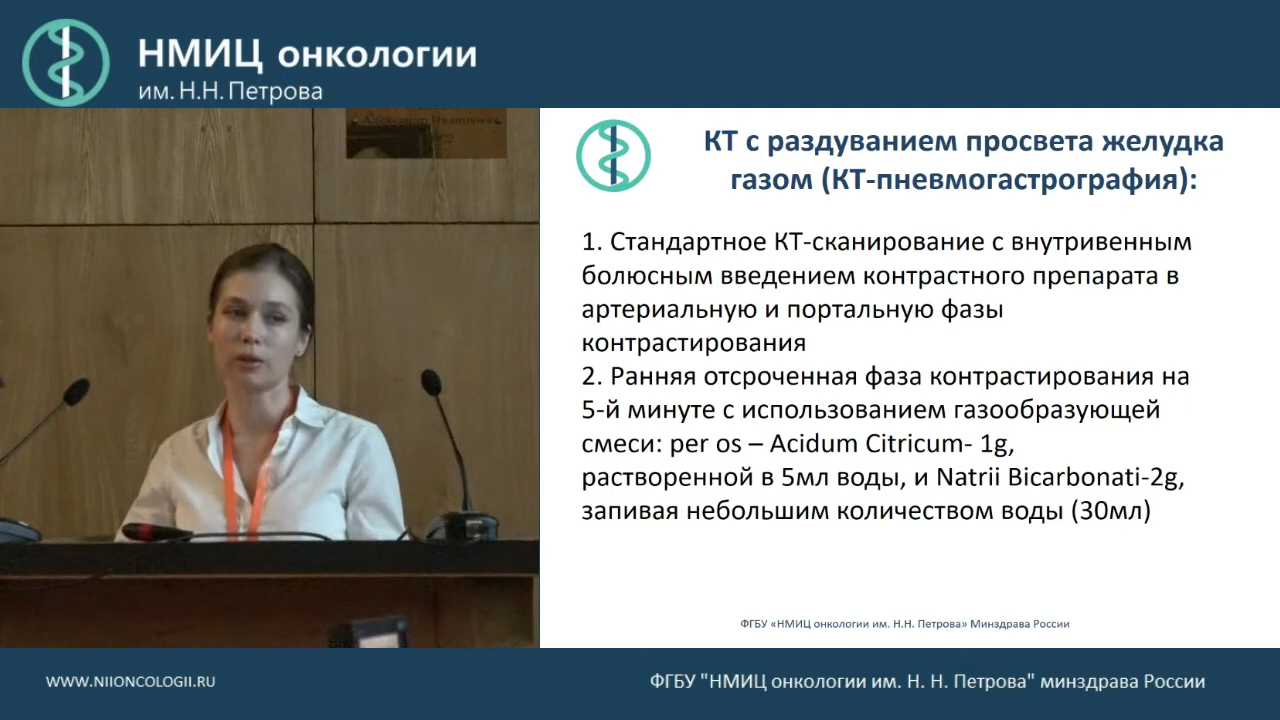 НМИЦ онкологии
им. Н.Н. Петрова
Александр Иванович
КТ с раздуванием просвета желудка
газом (КТ-пневмогастрография):
1. Стандартное КТ-сканирование с внутривенным
болюсным введением контрастного препарата в
артериальную и портальную фазы
контрастирования
2. Ранняя отсроченная фаза контрастирования на
5-й минуте с использованием газообразующей
смеси: per os – Acidum Citricum- 1g,
растворенной в 5мл воды, и Natrii Bicarbonati-2g,
запивая небольшим количеством воды (30мл)
ФГБУ «НМИЦ онкологии им. Н.Н. Петрова» Минздрава России
WWW.NIIONCOLOGII.RU
ФГБУ "НМИЦ онкологии им. Н. Н. Петрова" минздрава России